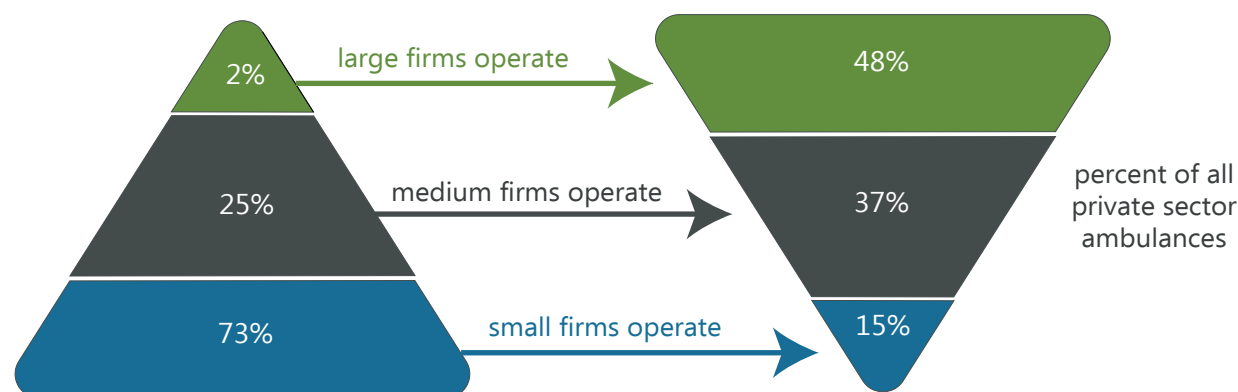 2%
large firms operate
48%
25%
medium firms operate
37%
percent of all
private sector
ambulances
73%
small firms operate
15%